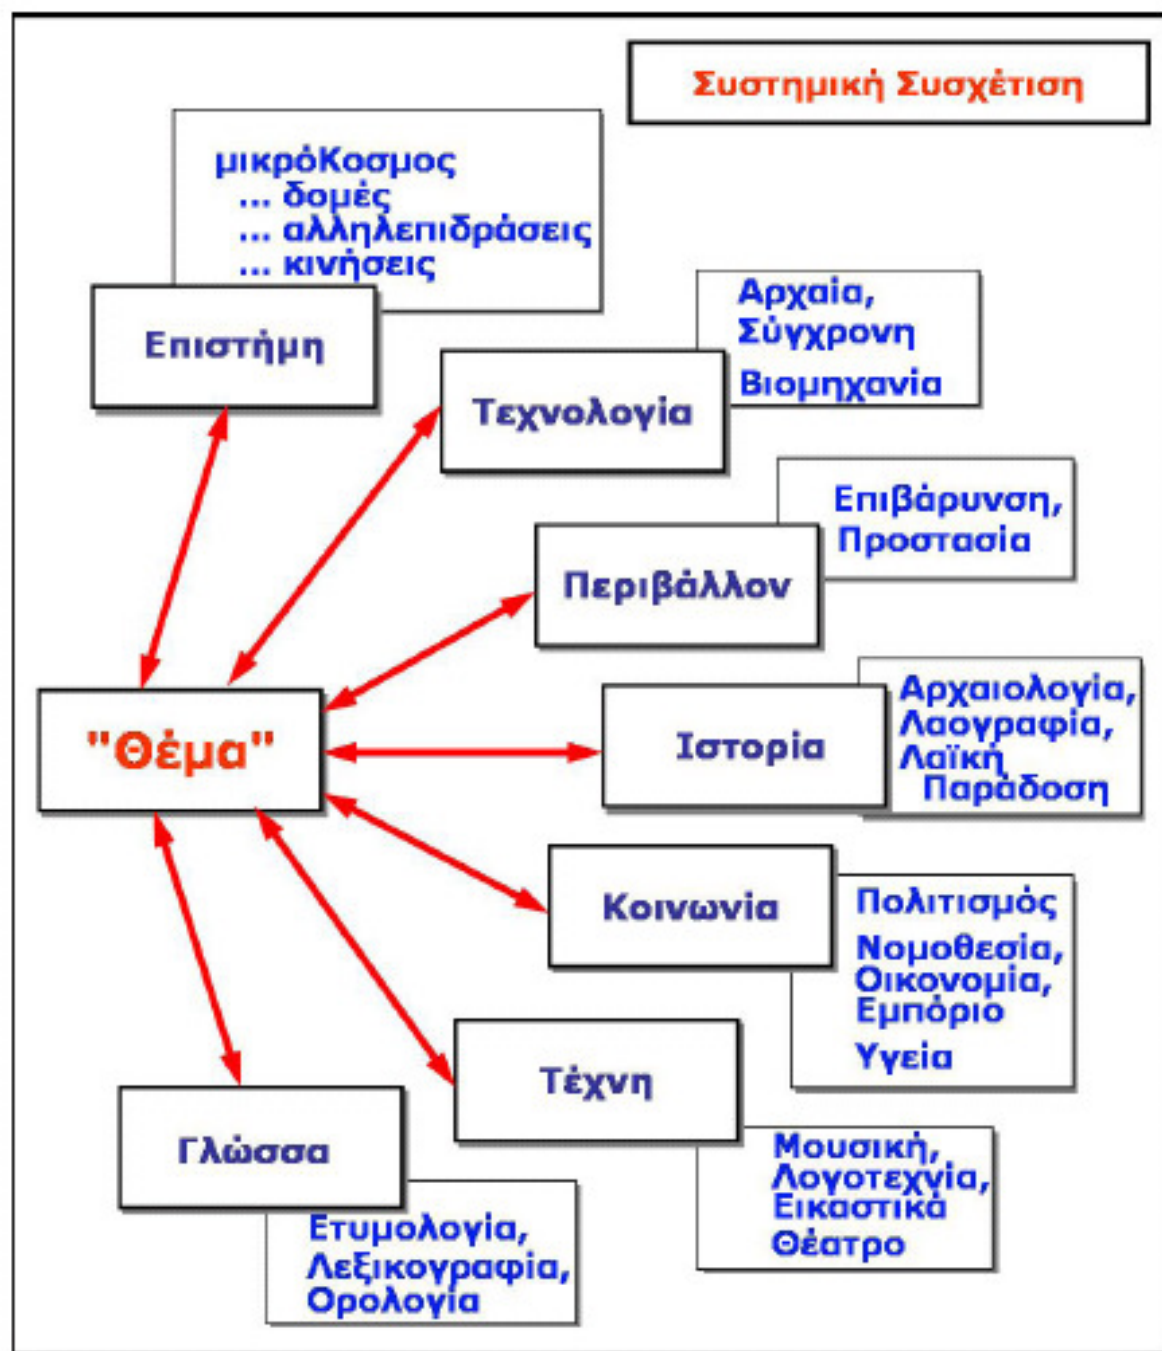 Συστημική Συσχέτιση
μικρόΚοσμος
... δομές
... αλληλεπιδράσεις
... κινήσεις
Επιστήμη
Αρχαία,
Σύγχρονη
Βιομηχανία
Τεχνολογία
Επιβάρυνση,
Προστασία
Περιβάλλον
Αρχαιολογία,
Λαογραφία,
Λαϊκή
Παράδοση
Ιστορία
"Θέμα"
Κοινωνία
Πολιτισμός
Νομοθεσία,
Οικονομία,
Εμπόριο
Υγεία
Τέχνη
Μουσική,
Λογοτεχνία,
Εικαστικά
Θέατρο
Γλώσσα
Ετυμολογία,
Λεξικογραφία,
Ορολογία